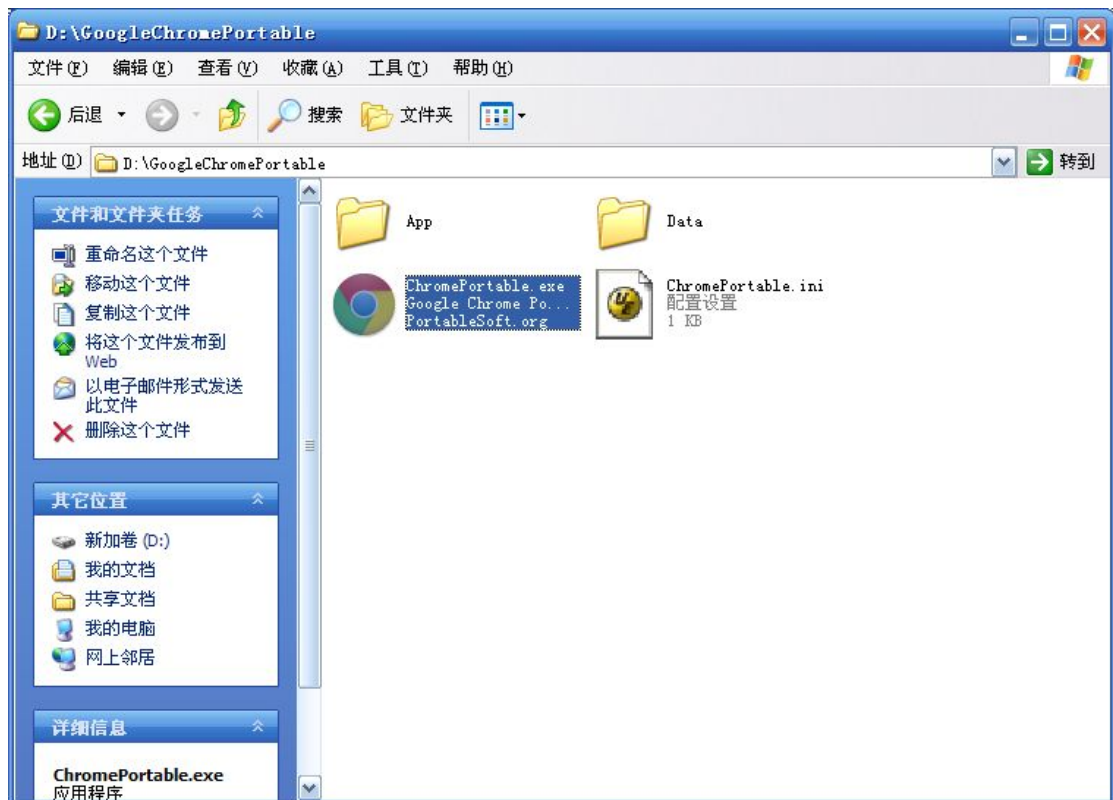 D:\GoogleChromePortable
文件(F) 编辑(E) 查看(V) 收藏(A) 工具(T) 帮助(H)
后退 搜索 文件夹
地址(D) D:\GoogleChromePortable 转到
文件和文件夹任务
重命名这个文件
移动这个文件
复制这个文件
将这个文件发布到
Web
以电子邮件形式发送
此文件
删除这个文件
其它位置
新加卷 (D:)
我的文档
共享文档
我的电脑
网上邻居
详细信息
ChromePortable.exe
应用程序
App
Data
ChromePortable.exe
Google Chrome Po...
PortableSoft.org
ChromePortable.ini
配置设置
1 KB